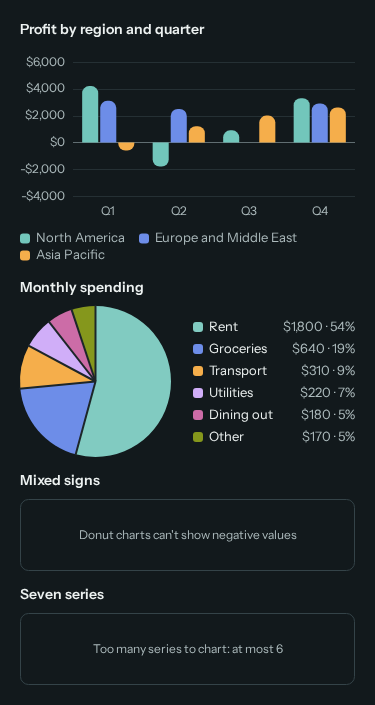 Profit by region and quarter
$6,000
$4,000
$2,000
$0
-$2,000
-$4,000
Q1 Q2 Q3 Q4
North America Europe and Middle East
Asia Pacific
Monthly spending
Rent $1,800 · 54%
Groceries $640 · 19%
Transport $310 · 9%
Utilities $220 · 7%
Dining out $180 · 5%
Other $170 · 5%
Mixed signs
Donut charts can't show negative values
Seven series
Too many series to chart: at most 6